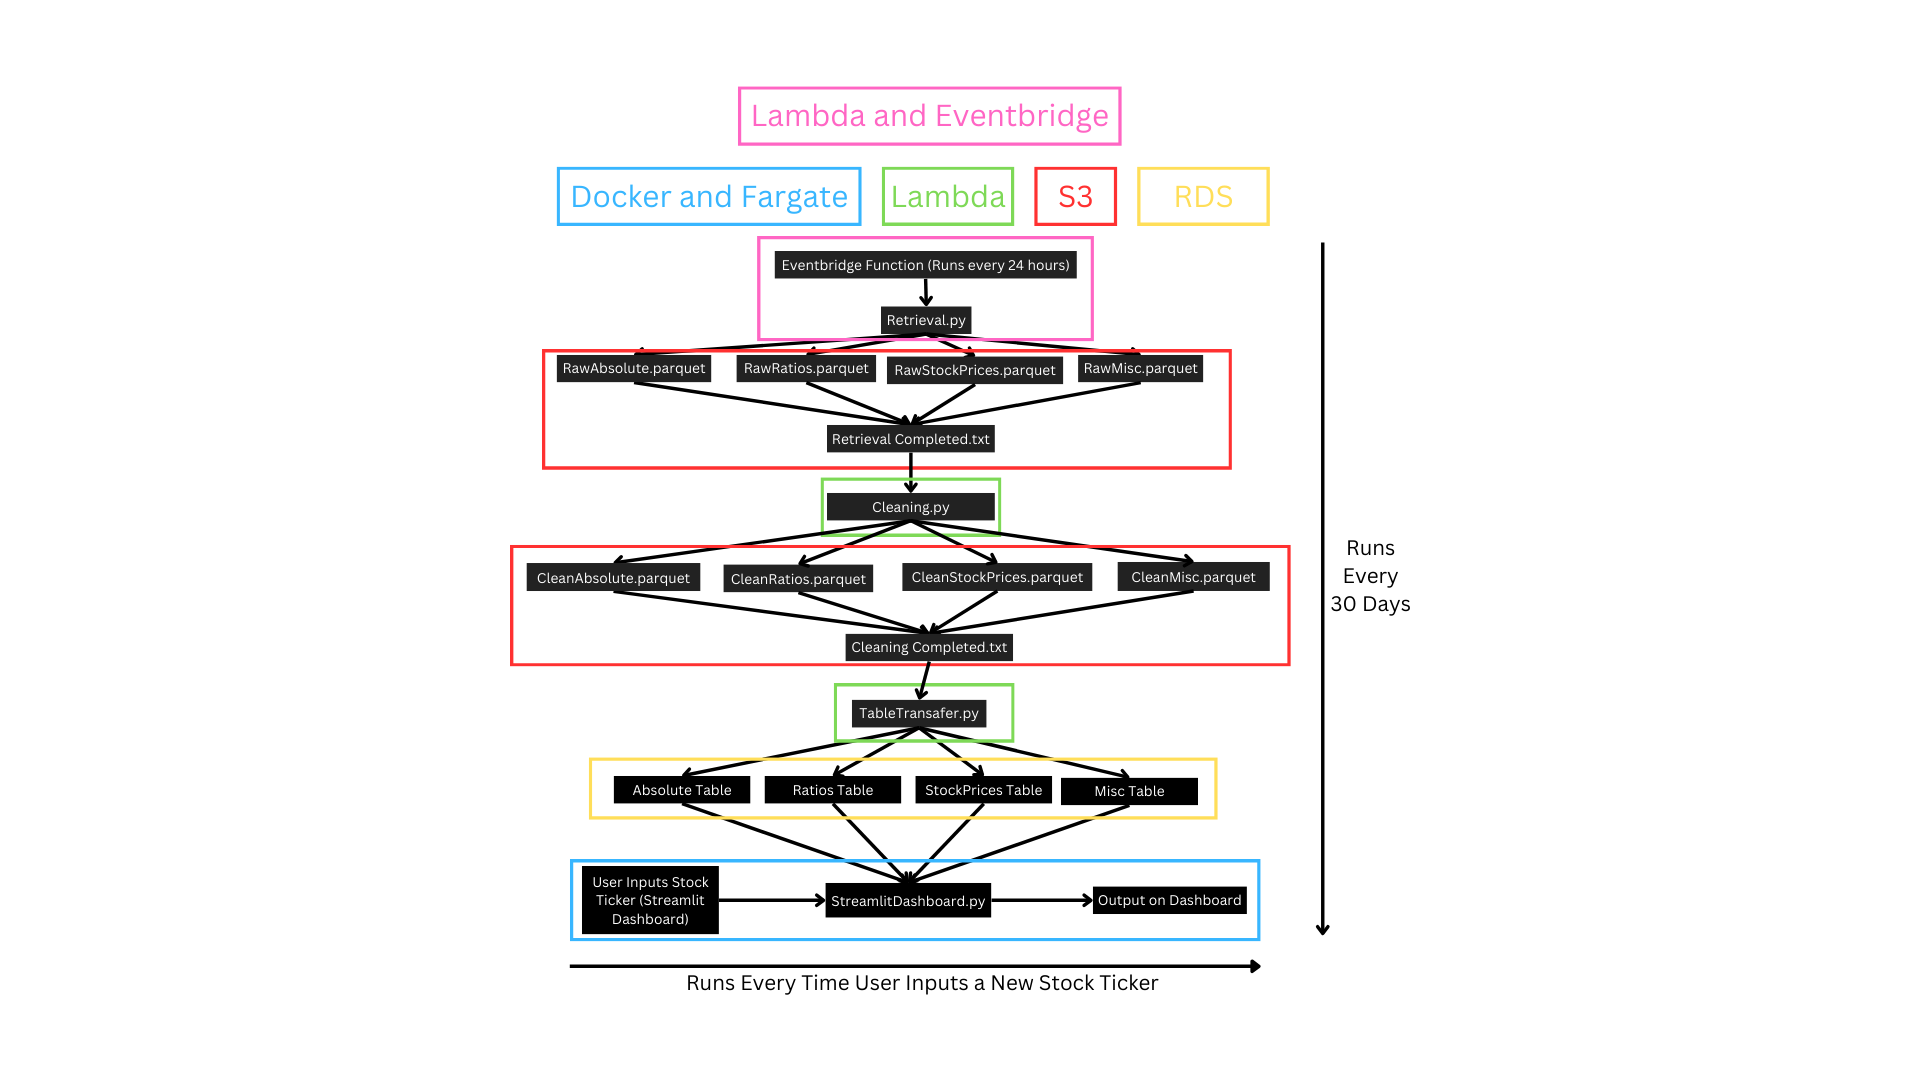 Lambda and Eventbridge
Docker and Fargate
Lambda
S3
RDS
Eventbridge Function (Runs every 24 hours)
Retrieval.py
RawAbsolute.parquet
RawRatios.parquet
RawStockPrices.parquet
RawMisc.parquet
Retrieval Completed.txt
Cleaning.py
CleanAbsolute.parquet
CleanRatios.parquet
CleanStockPrices.parquet
CleanMisc.parquet
Cleaning Completed.txt
TableTransafer.py
Absolute Table
Ratios Table
StockPrices Table
Misc Table
User Inputs Stock
Ticker (Streamlit
Dashboard)
StreamlitDashboard.py
Output on Dashboard
Runs
Every
30 Days
Runs Every Time User Inputs a New Stock Ticker